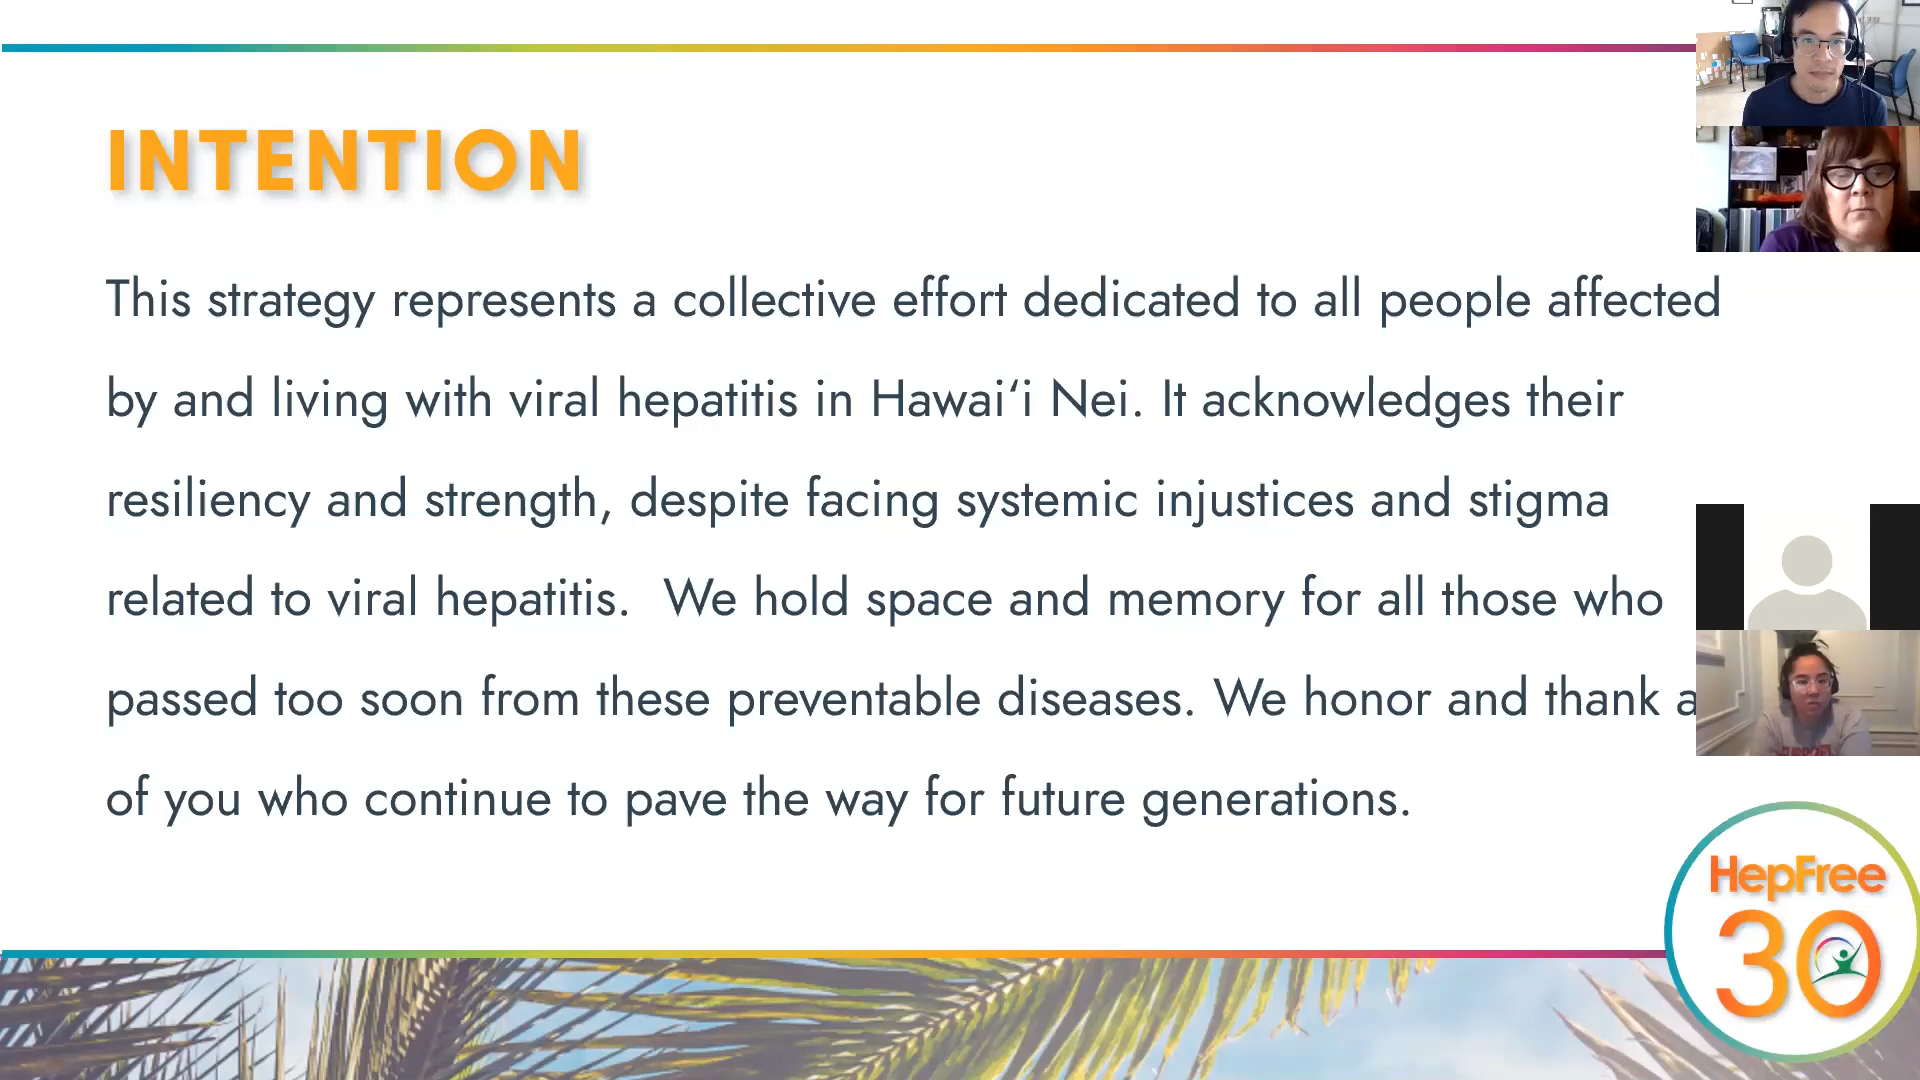 INTENTION
This strategy represents a collective effort dedicated to all people affected
by and living with viral hepatitis in Hawai‘i Nei. It acknowledges their
resiliency and strength, despite facing systemic injustices and stigma
related to viral hepatitis.  We hold space and memory for all those who
passed too soon from these preventable diseases. We honor and thank
of you who continue to pave the way for future generations.
HepFree
30